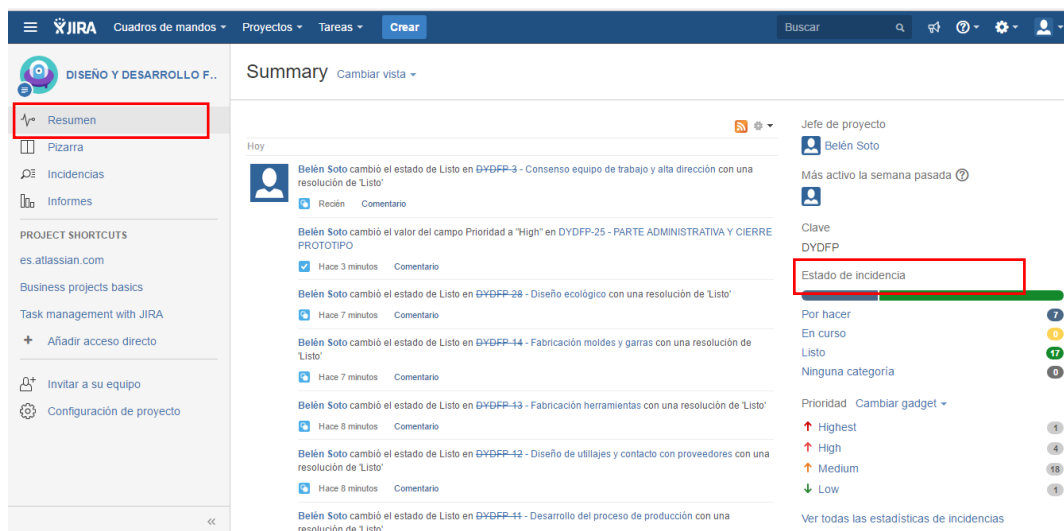 JIRA Cuadros de mandos Proyectos Tareas Crear Buscar
DISEÑO Y DESARROLLO F..
Resumen
Pizarra
Incidencias
Informes
PROJECT SHORTCUTS
es.atlassian.com
Business projects basics
Task management with JIRA
+ Añadir acceso directo
Invitar a su equipo
Configuración de proyecto
«
Summary Cambiar vista
Hoy
Belén Soto cambió el estado de Listo en DYDFP-3 - Consenso equipo de trabajo y alta dirección con una
resolución de 'Listo'
Recién Comentario
Belén Soto cambió el valor del campo Prioridad a "High" en DYDFP-25 - PARTE ADMINISTRATIVA Y CIERRE
PROTOTIPO
Hace 3 minutos Comentario
Belén Soto cambió el estado de Listo en DYDFP-28 - Diseño ecológico con una resolución de 'Listo'
Hace 7 minutos Comentario
Belén Soto cambió el estado de Listo en DYDFP-14 - Fabricación moldes y garras con una resolución de
'Listo'
Hace 7 minutos Comentario
Belén Soto cambió el estado de Listo en DYDFP-13 - Fabricación herramientas con una resolución de 'Listo'
Hace 8 minutos Comentario
Belén Soto cambió el estado de Listo en DYDFP-12 - Diseño de utillajes y contacto con proveedores con una
resolución de 'Listo'
Hace 8 minutos Comentario
Belén Soto cambió el estado de Listo en DYDFP-11 - Desarrollo del proceso de producción con una
resolución de 'Listo'
Jefe de proyecto
Belén Soto
Más activo la semana pasada
Clave
DYDFP
Estado de incidencia
Por hacer 7
En curso 0
Listo 17
Ninguna categoría 0
Prioridad Cambiar gadget
Highest 1
High 4
Medium 18
Low 1
Ver todas las estadísticas de incidencias